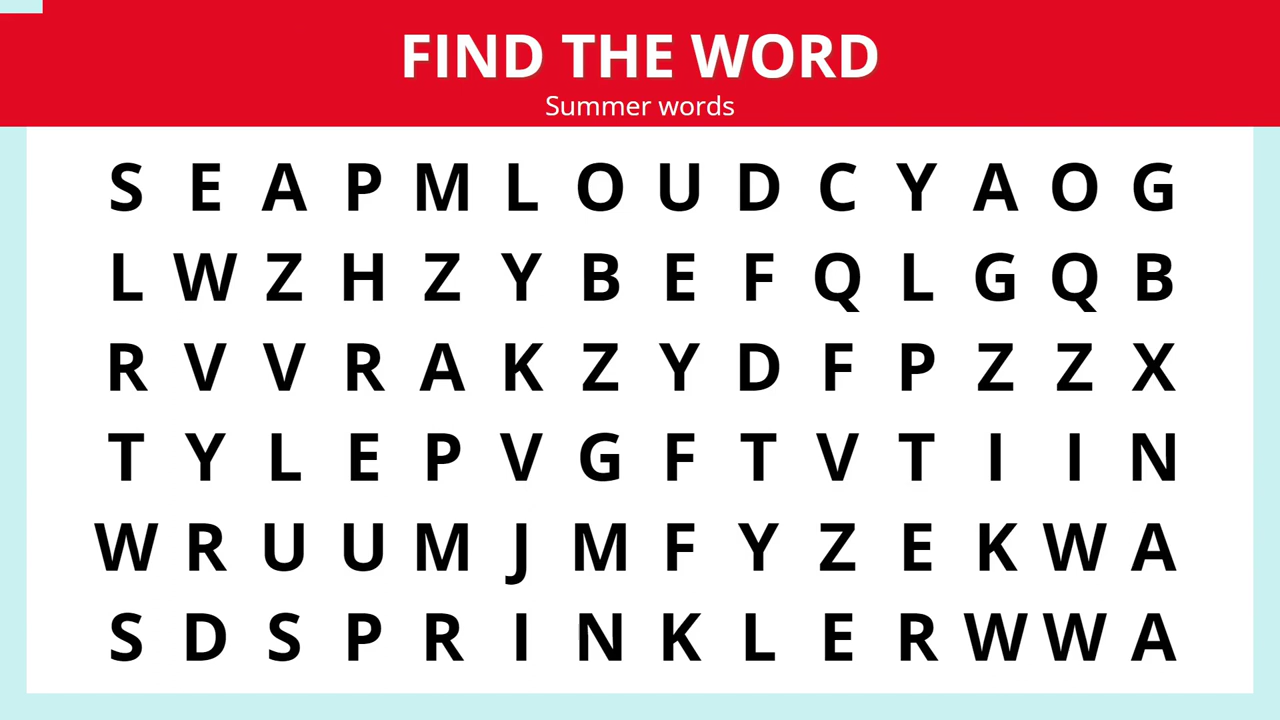 FIND THE WORD
Summer words
S E A P M L O U D C Y A O G
L W Z H Z Y B E F Q L G Q B
R V V R A K Z Y D F P Z Z X
T Y L E P V G F T V T I I N
W R U U M J M F Y Z E K W A
S D S P R I N K L E R W W A